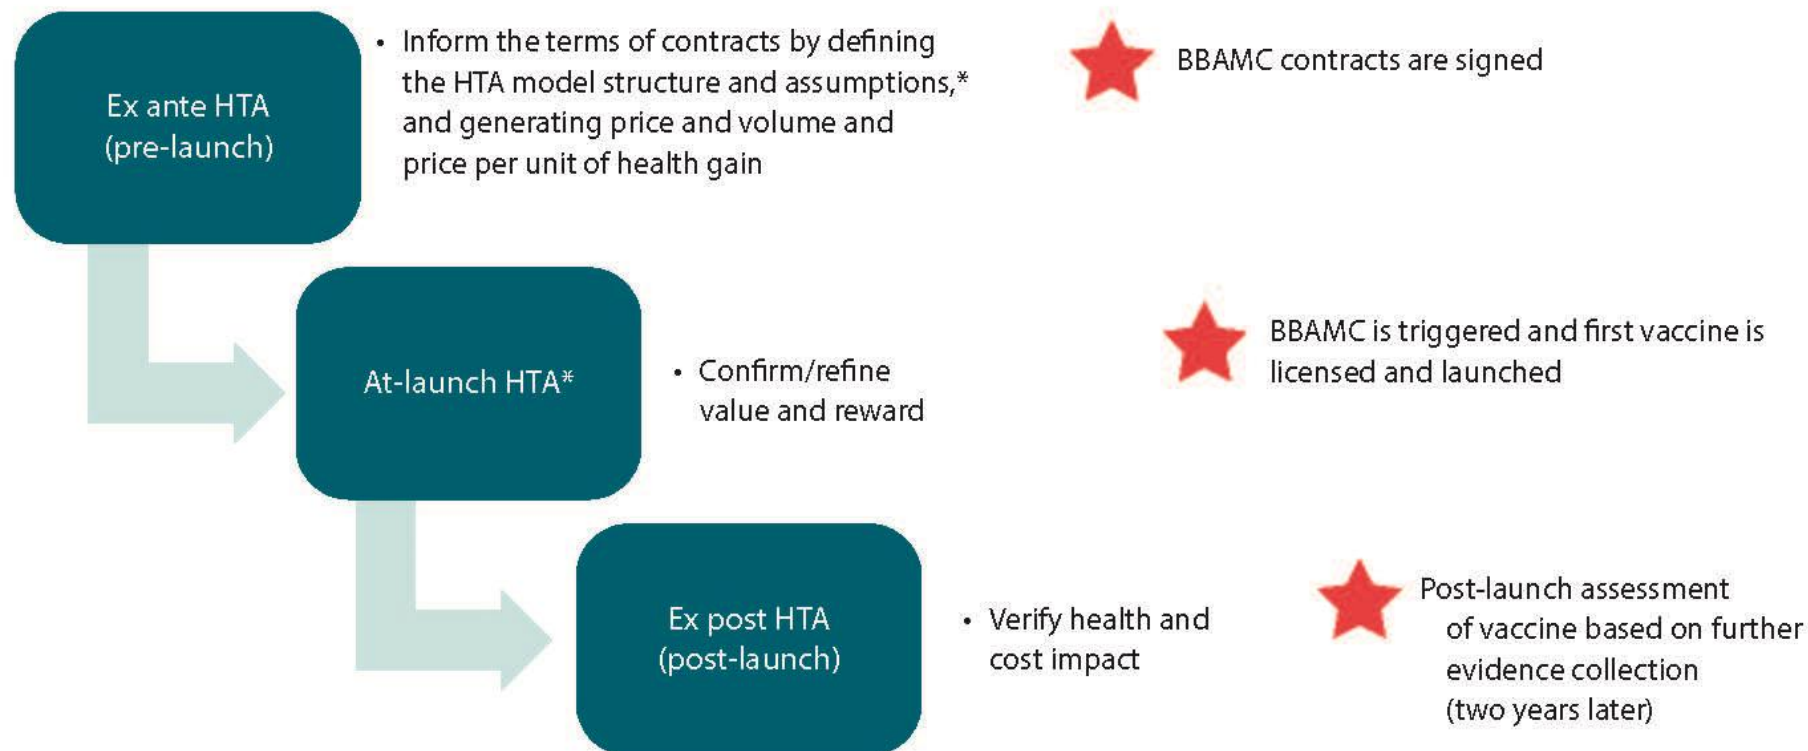 Ex ante HTA
(pre-launch)
• Inform the terms of contracts by defining
the HTA model structure and assumptions,*
and generating price and volume and
price per unit of health gain
BBAMC contracts are signed
At-launch HTA*
• Confirm/refine
value and reward
BBAMC is triggered and first vaccine is
licensed and launched
Ex post HTA
(post-launch)
• Verify health and
cost impact
Post-launch assessment
of vaccine based on further
evidence collection
(two years later)